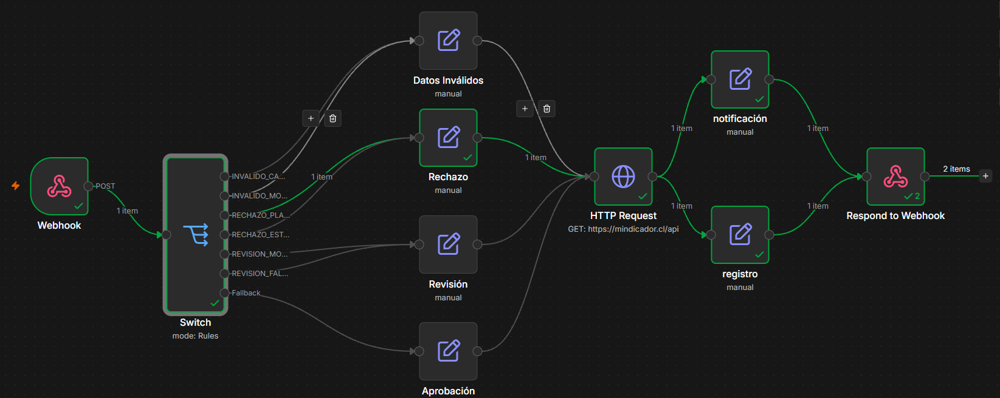 POST
1 item
Webhook
INVALIDO_CA...
INVALIDO_MO...
RECHAZO_PLA...
RECHAZO_EST...
REVISION_MO...
REVISION_FAL...
Fallback
Switch
mode: Rules
1 item
Datos Inválidos
manual
Rechazo
manual
Revisión
manual
Aprobación
1 item
HTTP Request
GET: https://mindicador.cl/api
1 item
1 item
notificación
manual
registro
manual
1 item
1 item
2
Respond to Webhook
2 items